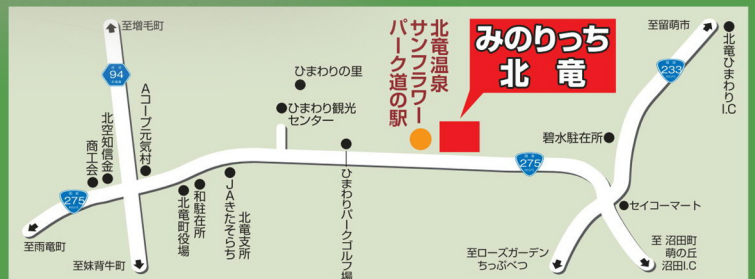 至増毛町
94
Aコープ元気村
北空知信金
商工会
275
至雨竜町
至妹背牛町
北竜町役場
和駐在所
JAきたそらち
北竜支所
ひまわりの里
ひまわり観光
センター
ひまわりパークゴルフ場
北竜温泉
サンフラワー
パーク道の駅
みのりっち
北竜
275
碧水駐在所
233
至留萌市
北竜ひまわりI.C
セイコーマート
至ローズガーデン
ちっぷべつ
至 沼田町
萌の丘
沼田I.C